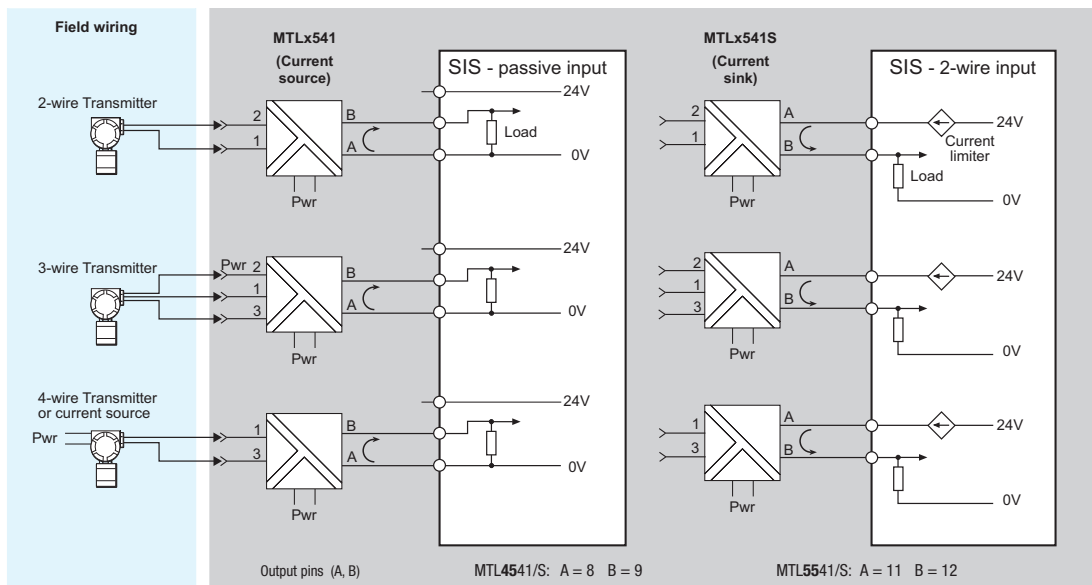 Field wiring
MTLx541
(Current
source)
SIS - passive input
MTLx541S
(Current
sink)
SIS - 2-wire input
2-wire Transmitter
2
1
B
A
Pwr
24V
Load
0V
2
1
A
B
Pwr
24V
Current
limiter
Load
0V
3-wire Transmitter
Pwr 2
1
3
B
A
Pwr
24V
0V
2
1
3
A
B
Pwr
24V
0V
4-wire Transmitter
or current source
Pwr
1
3
B
A
Pwr
24V
0V
1
3
A
B
Pwr
24V
0V
Output pins (A, B)
MTL4541/S: A = 8 B = 9
MTL5541/S: A = 11 B = 12